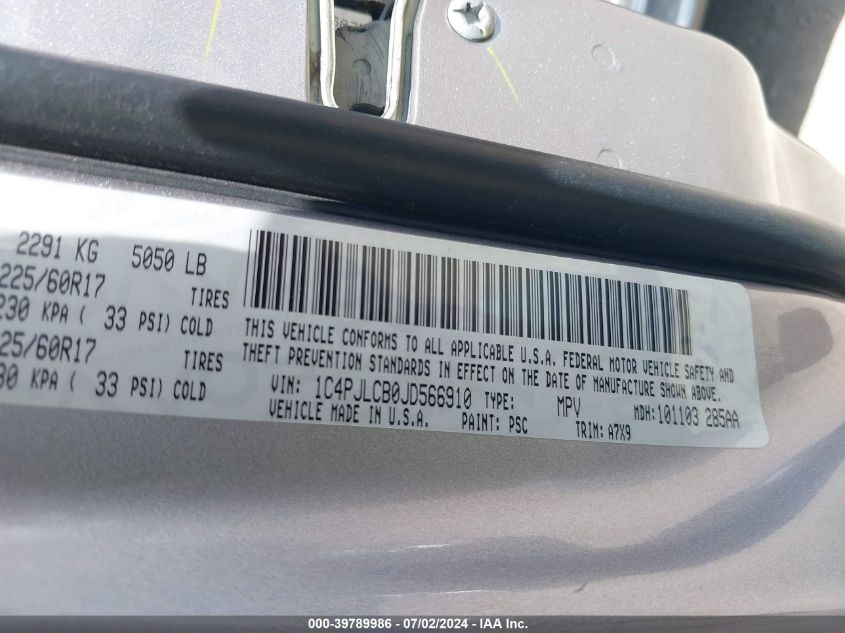 2291 KG 5050 LB
225/60R17 TIRES
230 KPA ( 33 PSI) COLD
25/60R17 TIRES
30 KPA ( 33 PSI) COLD
THIS VEHICLE CONFORMS TO ALL APPLICABLE U.S.A. FEDERAL MOTOR VEHICLE SAFETY AND
THEFT PREVENTION STANDARDS IN EFFECT ON THE DATE OF MANUFACTURE SHOWN ABOVE.
VIN: 1C4PJLCB0JD566910 TYPE: MPV MDH:101103 285AA
VEHICLE MADE IN U.S.A. PAINT: PSC TRIM: A7X9
000-39789986 - 07/02/2024 - IAA Inc.